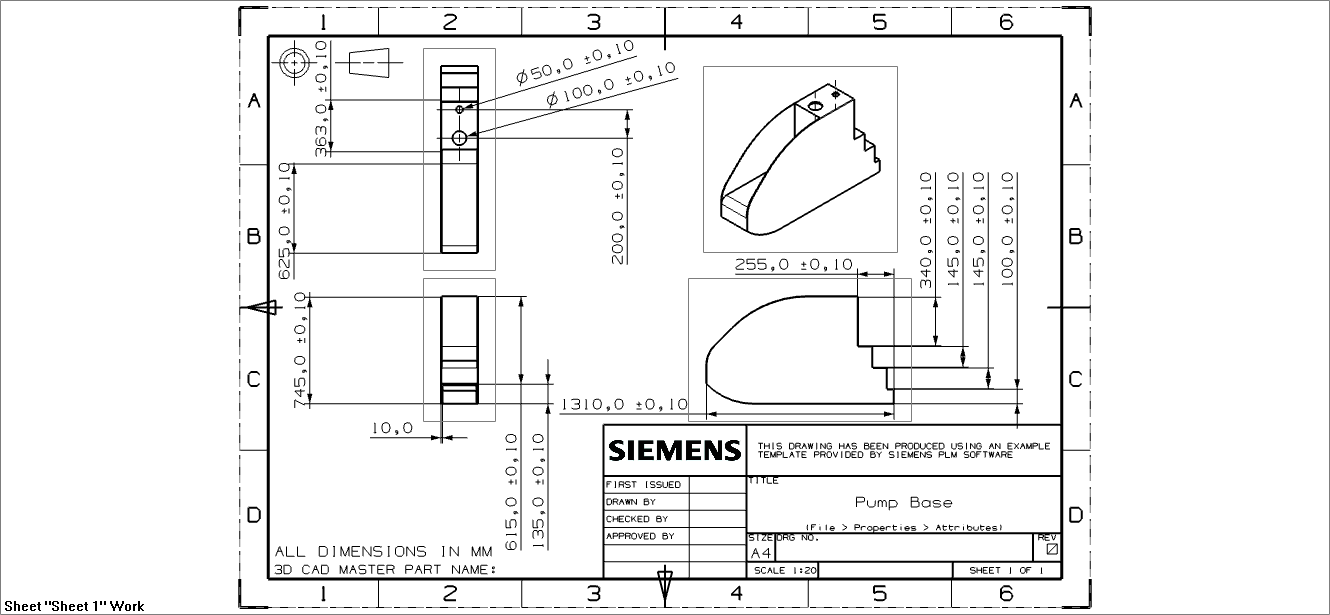 1 2 3 4 5 6
A A
B B
C C
D D
363,0 ±0,10
Ø50,0 ±0,10
Ø100,0 ±0,10
625,0 ±0,10
200,0 ±0,10
255,0 ±0,10
340,0 ±0,10
145,0 ±0,10
145,0 ±0,10
100,0 ±0,10
745,0 ±0,10
1310,0 ±0,10
10,0
615,0 ±0,10
135,0 ±0,10
SIEMENS
THIS DRAWING HAS BEEN PRODUCED USING AN EXAMPLE
TEMPLATE PROVIDED BY SIEMENS PLM SOFTWARE
FIRST ISSUED
DRAWN BY
CHECKED BY
APPROVED BY
TITLE
Pump Base
(File > Properties > Attributes)
SIZE DRG NO. REV
A4
SCALE 1:20 SHEET 1 OF 1
ALL DIMENSIONS IN MM
3D CAD MASTER PART NAME:
1 2 3 4 5 6
Sheet "Sheet 1" Work